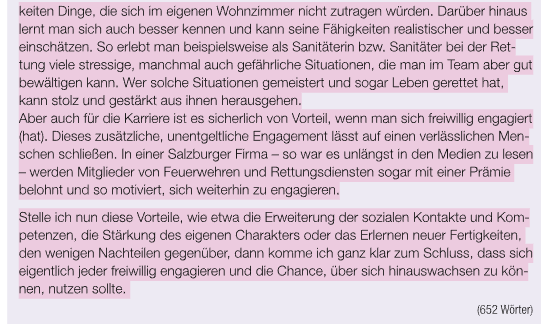 keiten Dinge, die sich im eigenen Wohnzimmer nicht zutragen würden. Darüber hinaus
lernt man sich auch besser kennen und kann seine Fähigkeiten realistischer und besser
einschätzen. So erlebt man beispielsweise als Sanitäterin bzw. Sanitäter bei der Ret-
tung viele stressige, manchmal auch gefährliche Situationen, die man im Team aber gut
bewältigen kann. Wer solche Situationen gemeistert und sogar Leben gerettet hat,
kann stolz und gestärkt aus ihnen herausgehen.
Aber auch für die Karriere ist es sicherlich von Vorteil, wenn man sich freiwillig engagiert
(hat). Dieses zusätzliche, unentgeltliche Engagement lässt auf einen verlässlichen Men-
schen schließen. In einer Salzburger Firma – so war es unlängst in den Medien zu lesen
– werden Mitglieder von Feuerwehren und Rettungsdiensten sogar mit einer Prämie
belohnt und so motiviert, sich weiterhin zu engagieren.
Stelle ich nun diese Vorteile, wie etwa die Erweiterung der sozialen Kontakte und Kom-
petenzen, die Stärkung des eigenen Charakters oder das Erlernen neuer Fertigkeiten,
den wenigen Nachteilen gegenüber, dann komme ich ganz klar zum Schluss, dass sich
eigentlich jeder freiwillig engagieren und die Chance, über sich hinauswachsen zu kön-
nen, nutzen sollte.
(652 Wörter)